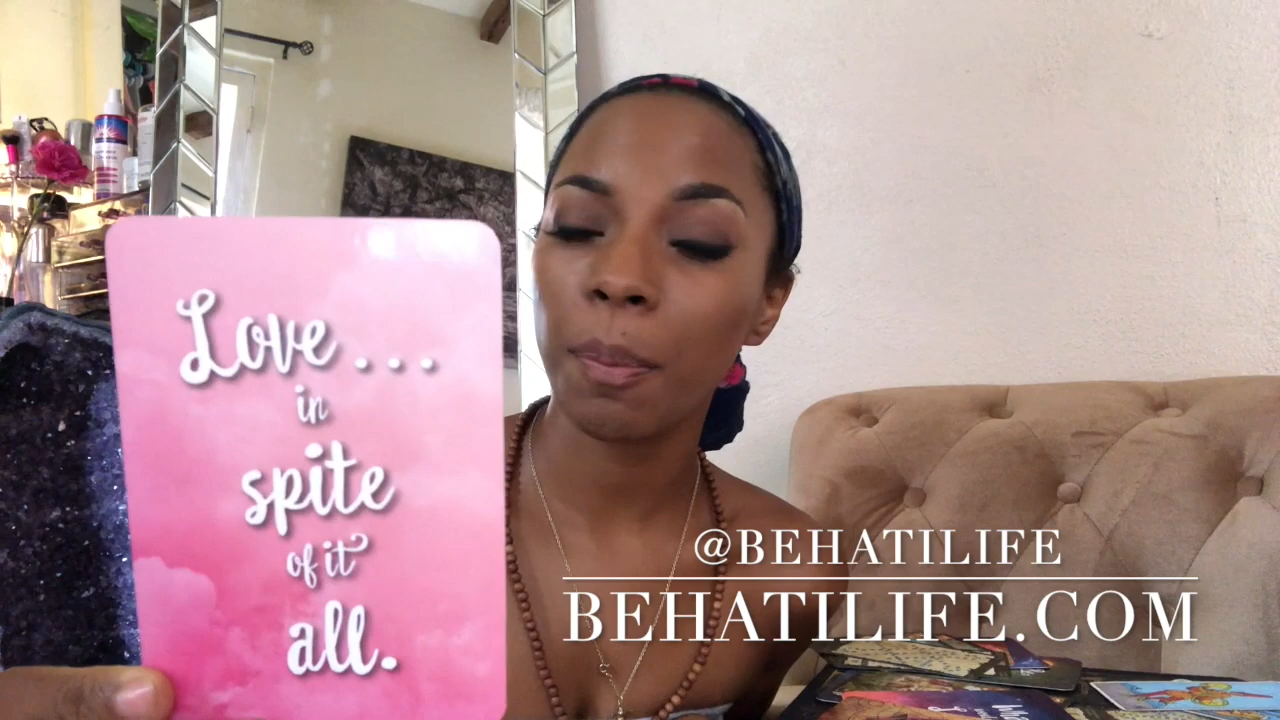 Love...
in
spite
of it
all.
@BEHATILIFE
BEHATILIFE.COM